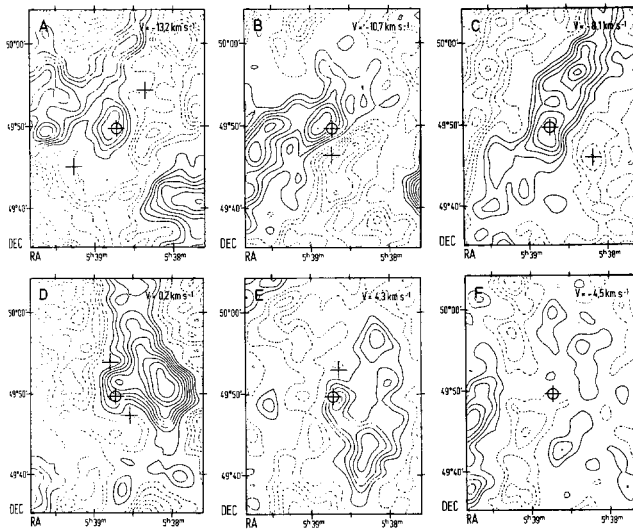 A
V = -13,2 km s⁻¹
50°00'
49°50'
49°40'
DEC
RA
5ʰ39ᵐ
5ʰ38ᵐ
B
V = -10,7 km s⁻¹
50°00'
49°50'
49°40'
DEC
RA
5ʰ39ᵐ
5ʰ38ᵐ
C
V = -8,1 km s⁻¹
50°00'
49°50'
49°40'
DEC
RA
5ʰ39ᵐ
5ʰ38ᵐ
D
V = 0,2 km s⁻¹
50°00'
49°50'
49°40'
DEC
RA
5ʰ39ᵐ
5ʰ38ᵐ
E
V = 4,3 km s⁻¹
50°00'
49°50'
49°40'
DEC
RA
5ʰ39ᵐ
5ʰ38ᵐ
F
V = -4,5 km s⁻¹
50°00'
49°50'
49°40'
DEC
RA
5ʰ39ᵐ
5ʰ38ᵐ